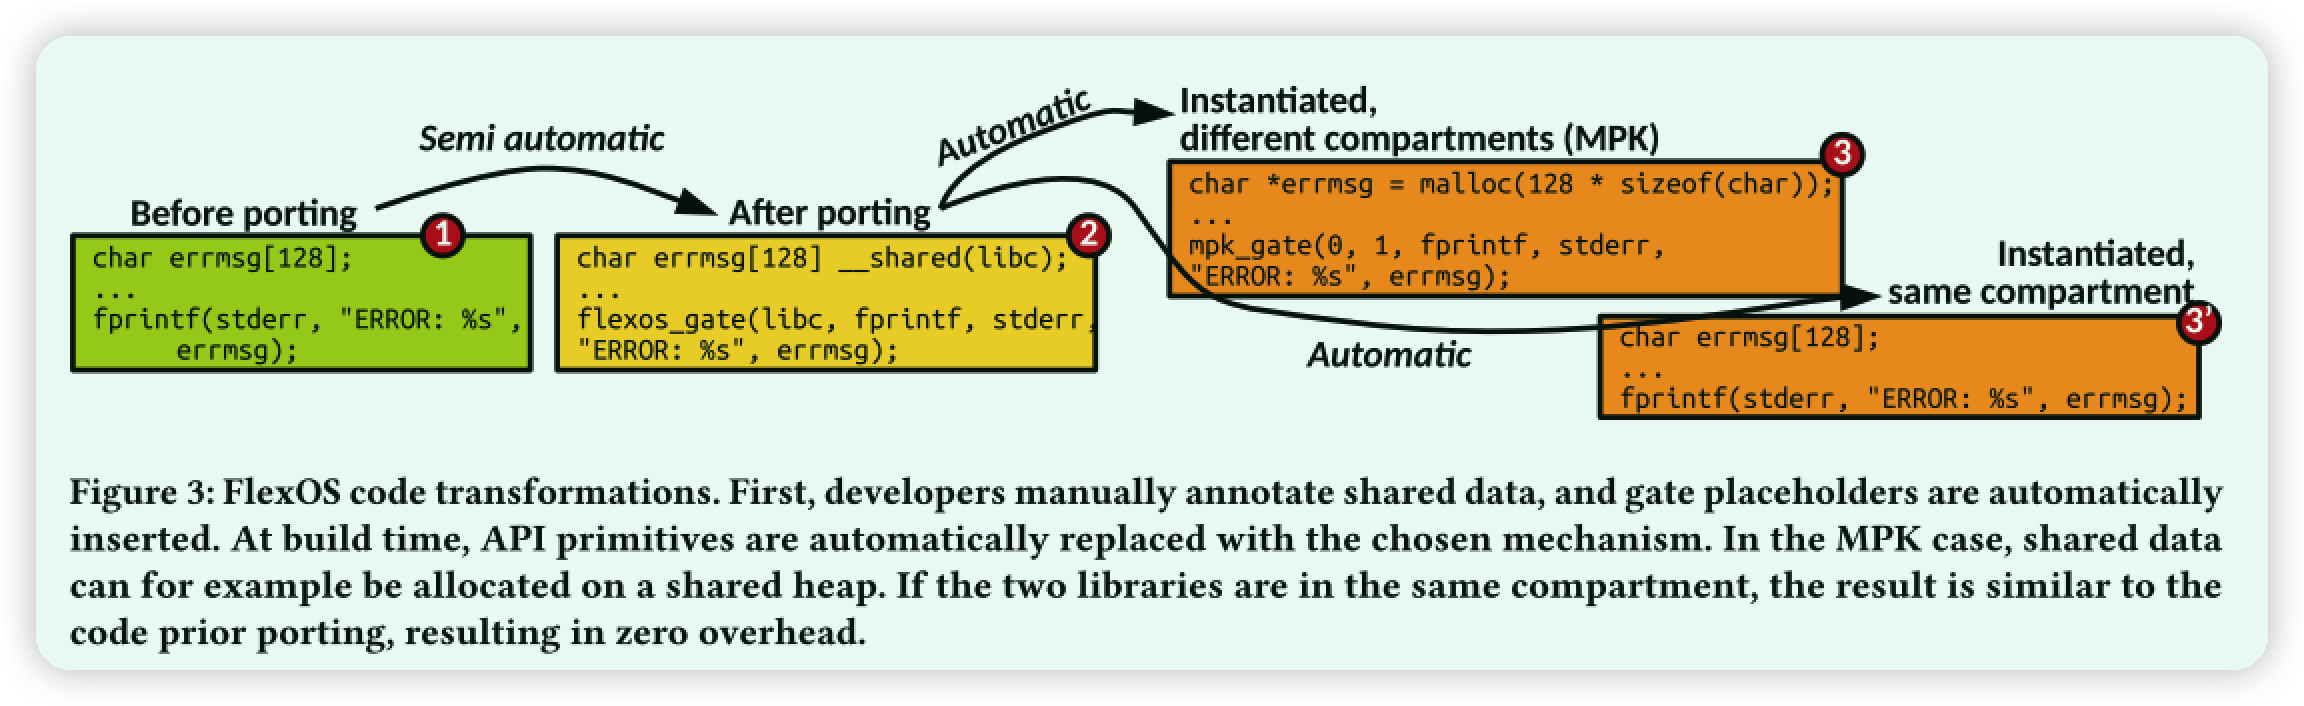 Semi automatic
Before porting
1
char errmsg[128];
...
fprintf(stderr, "ERROR: %s",
errmsg);
After porting
2
char errmsg[128] __shared(libc);
...
flexos_gate(libc, fprintf, stderr,
"ERROR: %s", errmsg);
Automatic
Instantiated,
different compartments (MPK)
3
char *errmsg = malloc(128 * sizeof(char));
...
mpk_gate(0, 1, fprintf, stderr,
"ERROR: %s", errmsg);
Automatic
Instantiated,
same compartment
3'
char errmsg[128];
...
fprintf(stderr, "ERROR: %s", errmsg);
Figure 3: FlexOS code transformations. First, developers manually annotate shared data, and gate placeholders are automatically
inserted. At build time, API primitives are automatically replaced with the chosen mechanism. In the MPK case, shared data
can for example be allocated on a shared heap. If the two libraries are in the same compartment, the result is similar to the
code prior porting, resulting in zero overhead.